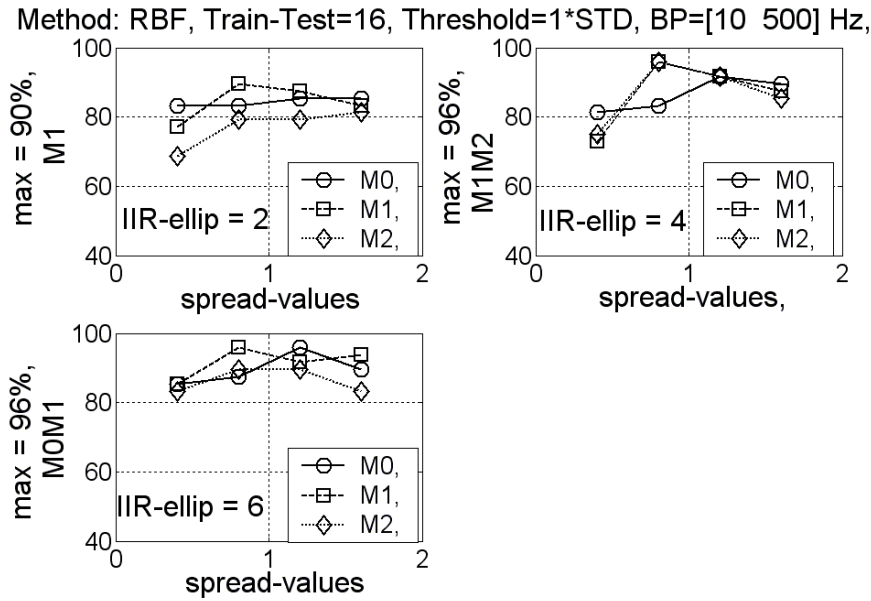 Method: RBF, Train-Test=16, Threshold=1*STD, BP=[10 500] Hz,
max = 90%,
M1
100
80
60
40
0
1
2
IIR-ellip = 2
M0,
M1,
M2,
spread-values
max = 96%,
M1M2
100
80
60
40
0
1
2
IIR-ellip = 4
M0,
M1,
M2,
spread-values,
max = 96%,
M0M1
100
80
60
40
0
1
2
IIR-ellip = 6
M0,
M1,
M2,
spread-values